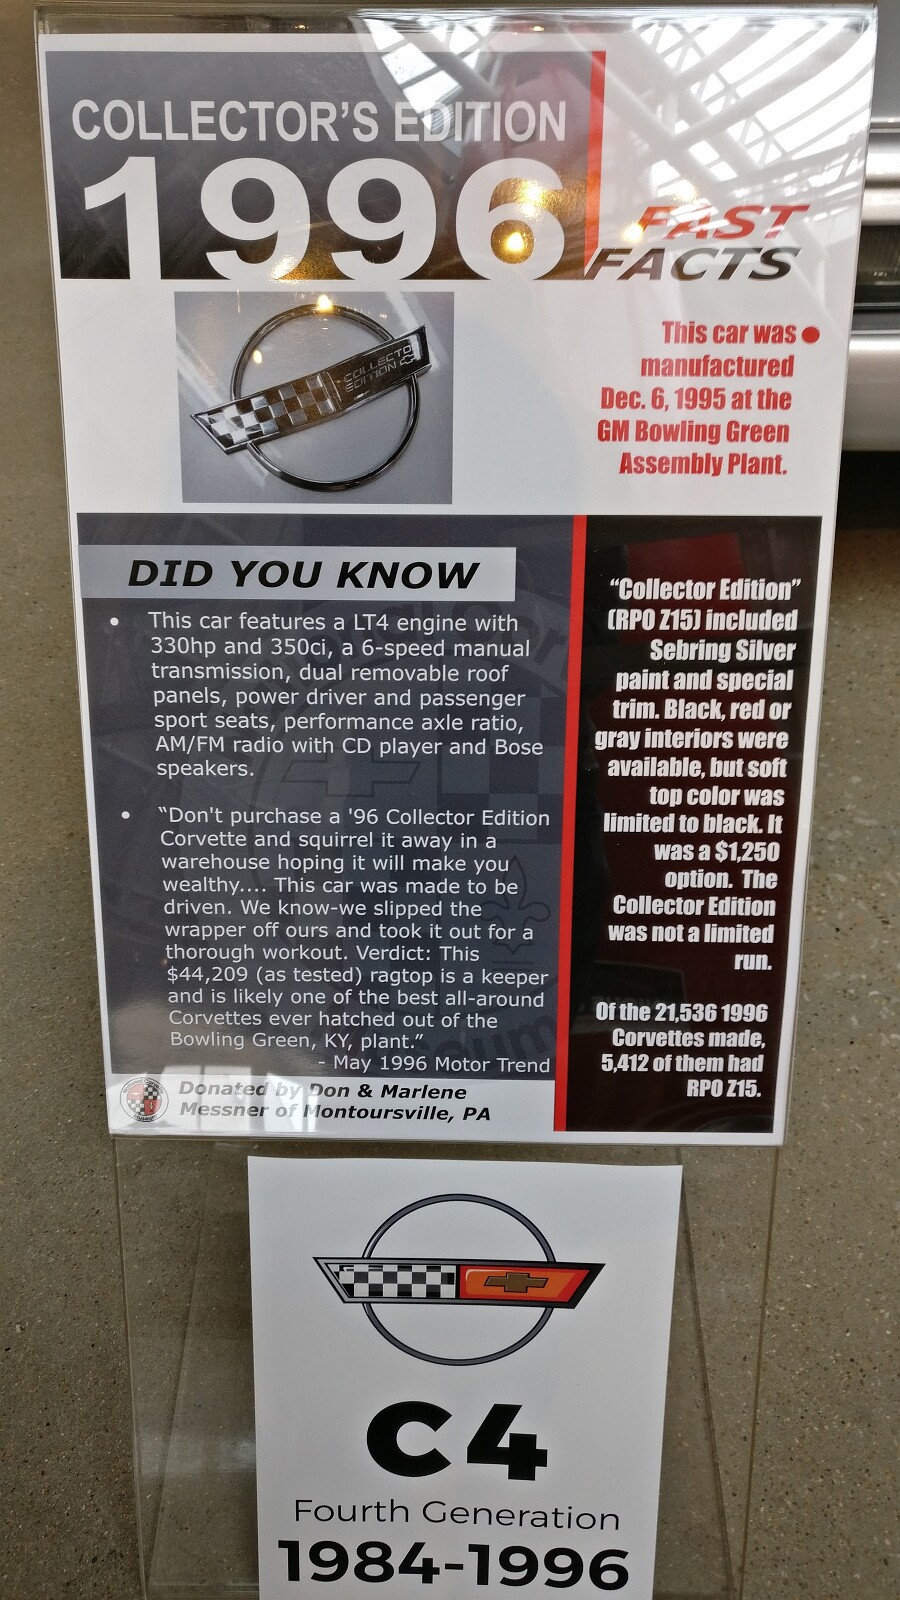 COLLECTOR'S EDITION
1996
FAST
FACTS
COLLECTOR
EDITION
This car was
manufactured
Dec. 6, 1995 at the
GM Bowling Green
Assembly Plant.
DID YOU KNOW
• This car features a LT4 engine with
330hp and 350ci, a 6-speed manual
transmission, dual removable roof
panels, power driver and passenger
sport seats, performance axle ratio,
AM/FM radio with CD player and Bose
speakers.
• “Don't purchase a '96 Collector Edition
Corvette and squirrel it away in a
warehouse hoping it will make you
wealthy.... This car was made to be
driven. We know-we slipped the
wrapper off ours and took it out for a
thorough workout. Verdict: This
$44,209 (as tested) ragtop is a keeper
and is likely one of the best all-around
Corvettes ever hatched out of the
Bowling Green, KY, plant.”
- May 1996 Motor Trend
Donated by Don & Marlene
Messner of Montoursville, PA
“Collector Edition”
(RPO Z15) included
Sebring Silver
paint and special
trim. Black, red or
gray interiors were
available, but soft
top color was
limited to black. It
was a $1,250
option. The
Collector Edition
was not a limited
run.
Of the 21,536 1996
Corvettes made,
5,412 of them had
RPO Z15.
C4
Fourth Generation
1984-1996